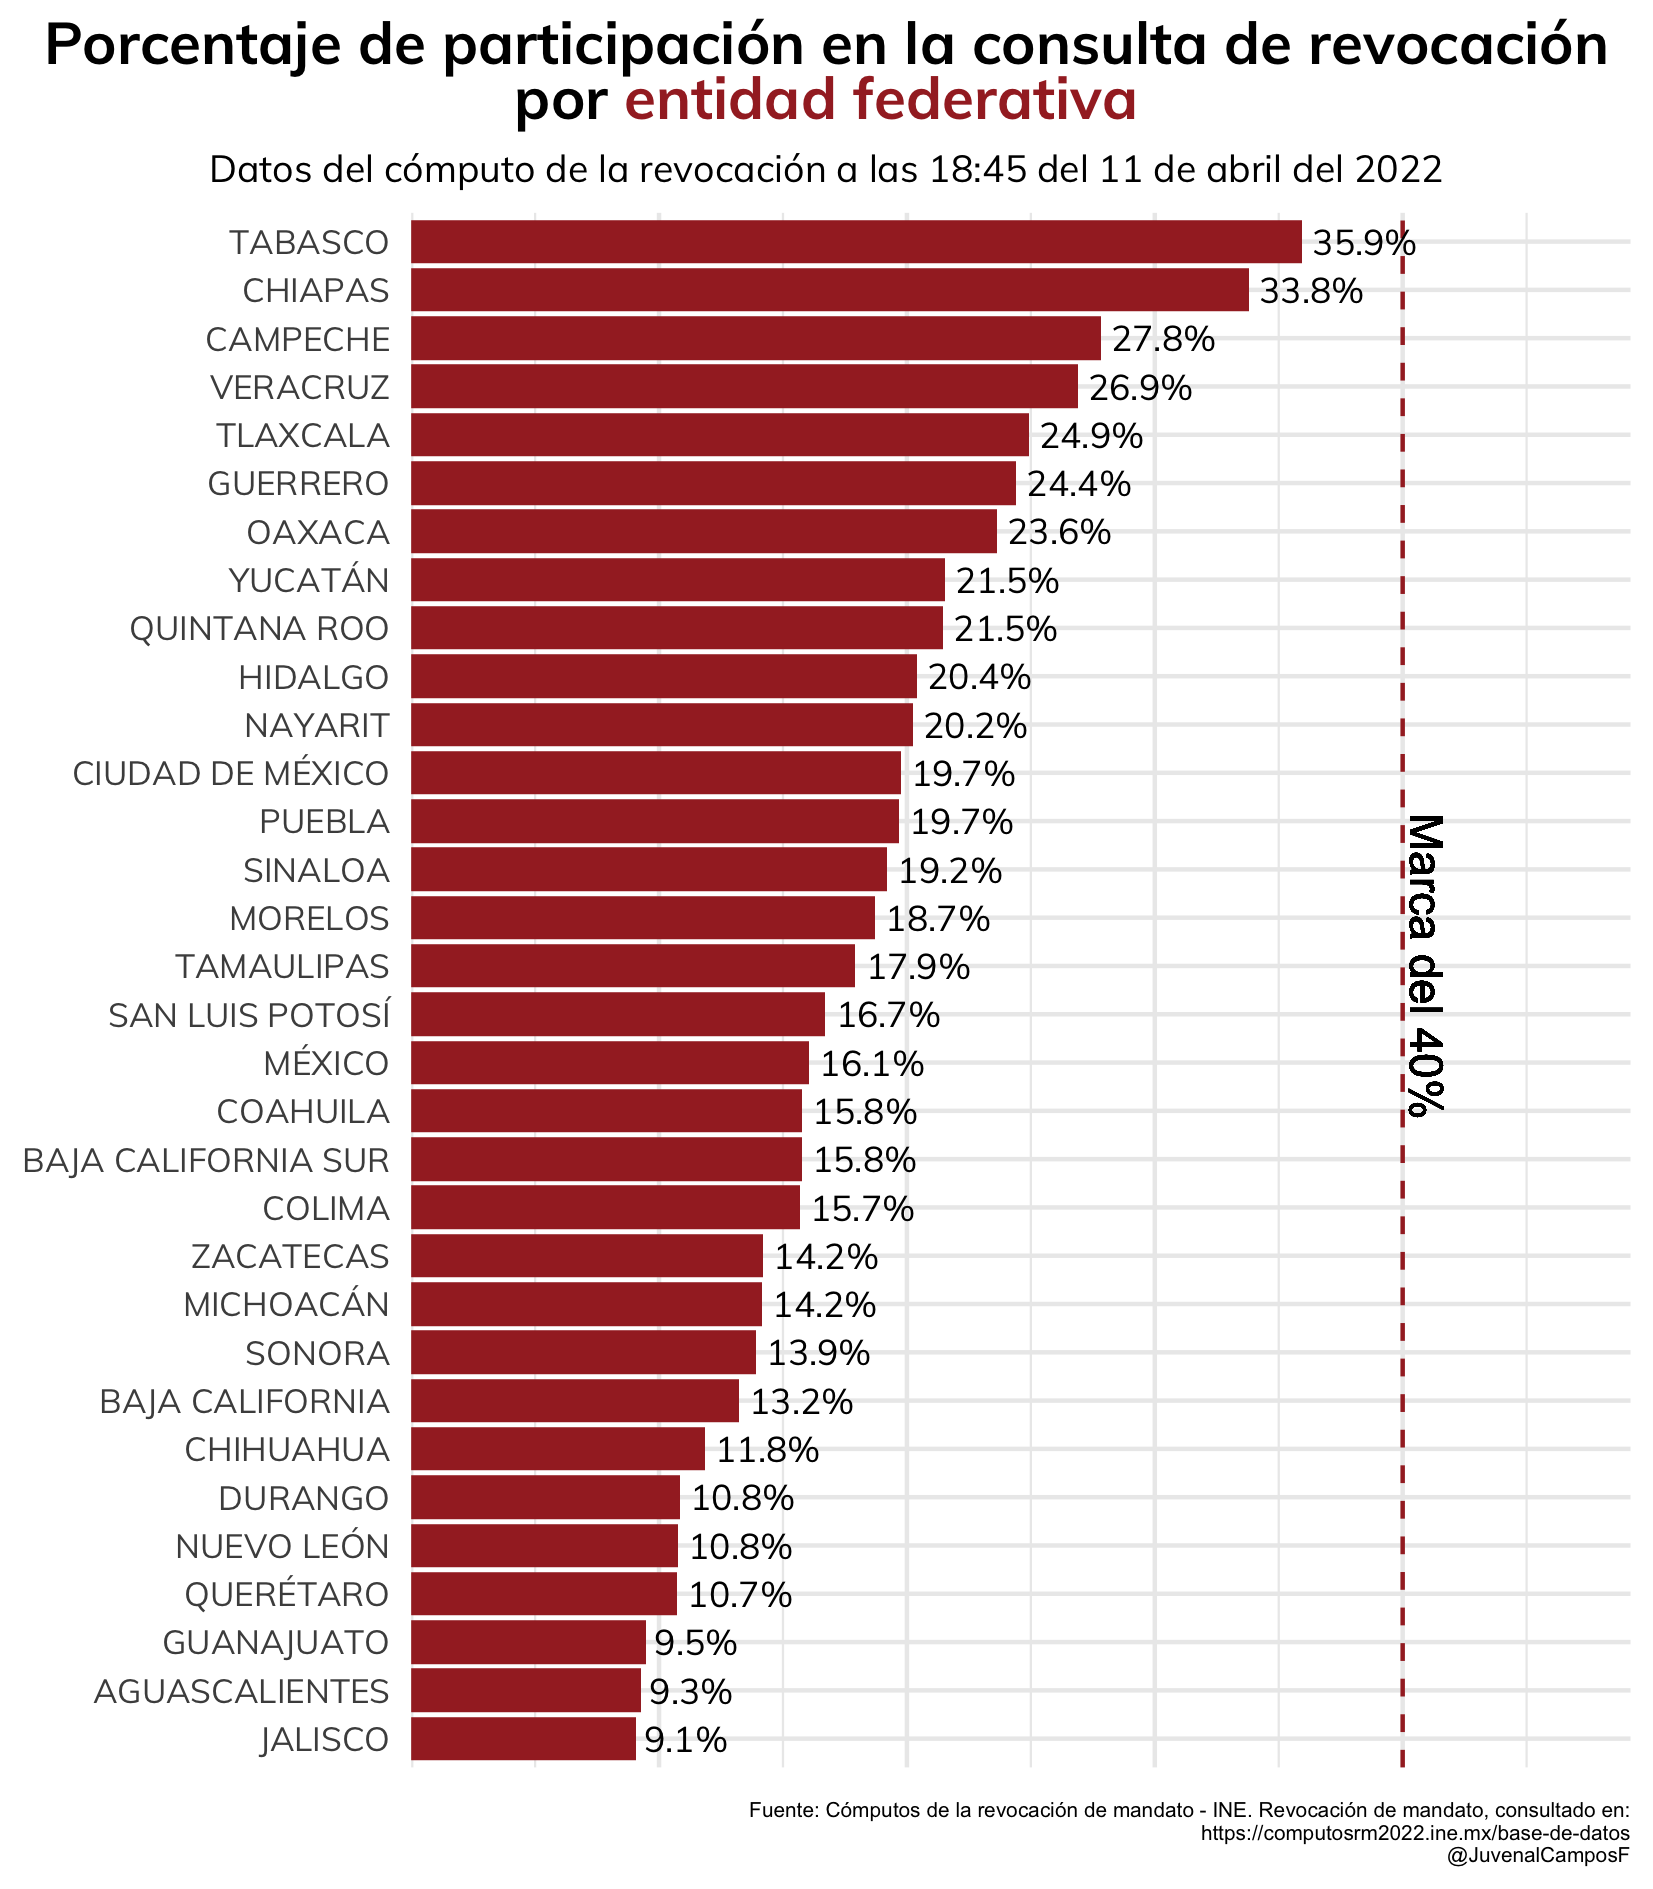 Porcentaje de participación en la consulta de revocación
por entidad federativa
Datos del cómputo de la revocación a las 18:45 del 11 de abril del 2022
TABASCO 35.9%
CHIAPAS 33.8%
CAMPECHE 27.8%
VERACRUZ 26.9%
TLAXCALA 24.9%
GUERRERO 24.4%
OAXACA 23.6%
YUCATÁN 21.5%
QUINTANA ROO 21.5%
HIDALGO 20.4%
NAYARIT 20.2%
CIUDAD DE MÉXICO 19.7%
PUEBLA 19.7%
SINALOA 19.2%
MORELOS 18.7%
TAMAULIPAS 17.9%
SAN LUIS POTOSÍ 16.7%
MÉXICO 16.1%
COAHUILA 15.8%
BAJA CALIFORNIA SUR 15.8%
COLIMA 15.7%
ZACATECAS 14.2%
MICHOACÁN 14.2%
SONORA 13.9%
BAJA CALIFORNIA 13.2%
CHIHUAHUA 11.8%
DURANGO 10.8%
NUEVO LEÓN 10.8%
QUERÉTARO 10.7%
GUANAJUATO 9.5%
AGUASCALIENTES 9.3%
JALISCO 9.1%
Marca del 40%
Fuente: Cómputos de la revocación de mandato - INE. Revocación de mandato, consultado en:
https://computosrm2022.ine.mx/base-de-datos
@JuvenalCamposF